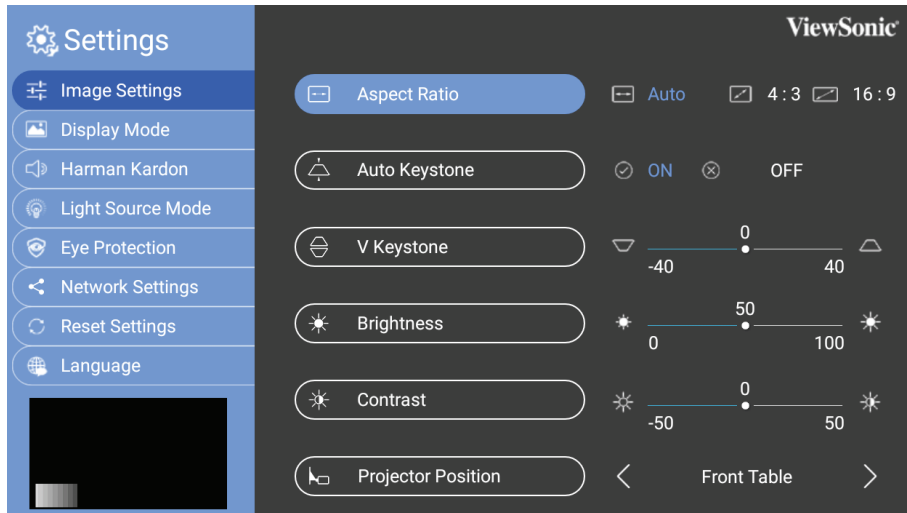 Settings
ViewSonic
Image Settings
Display Mode
Harman Kardon
Light Source Mode
Eye Protection
Network Settings
Reset Settings
Language
Aspect Ratio Auto 4:3 16:9
Auto Keystone ON OFF
V Keystone 0
-40 40
Brightness 50
0 100
Contrast 0
-50 50
Projector Position Front Table